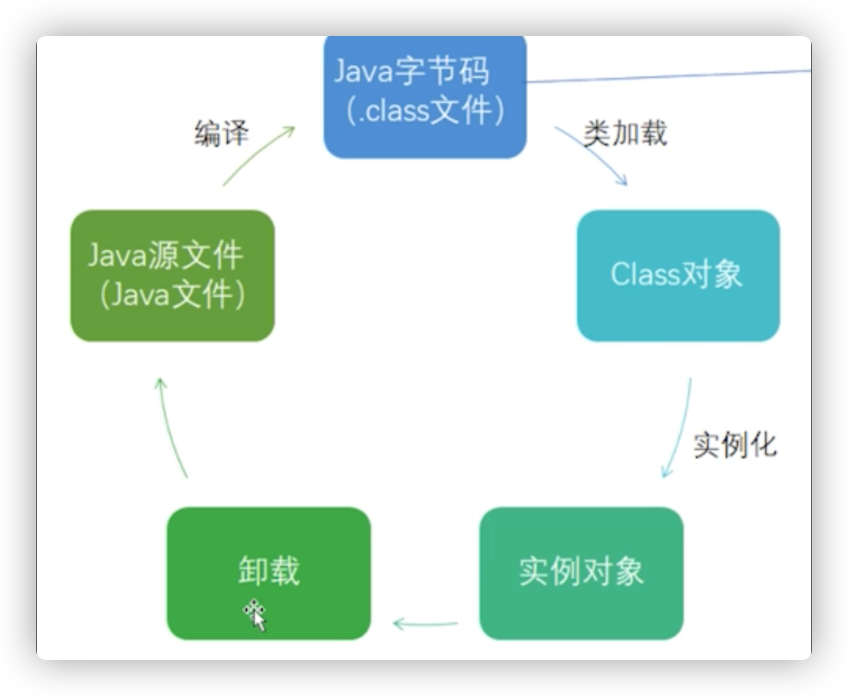 Java字节码
（.class文件）
编译
类加载
Java源文件
（Java文件）
Class对象
实例化
卸载
实例对象